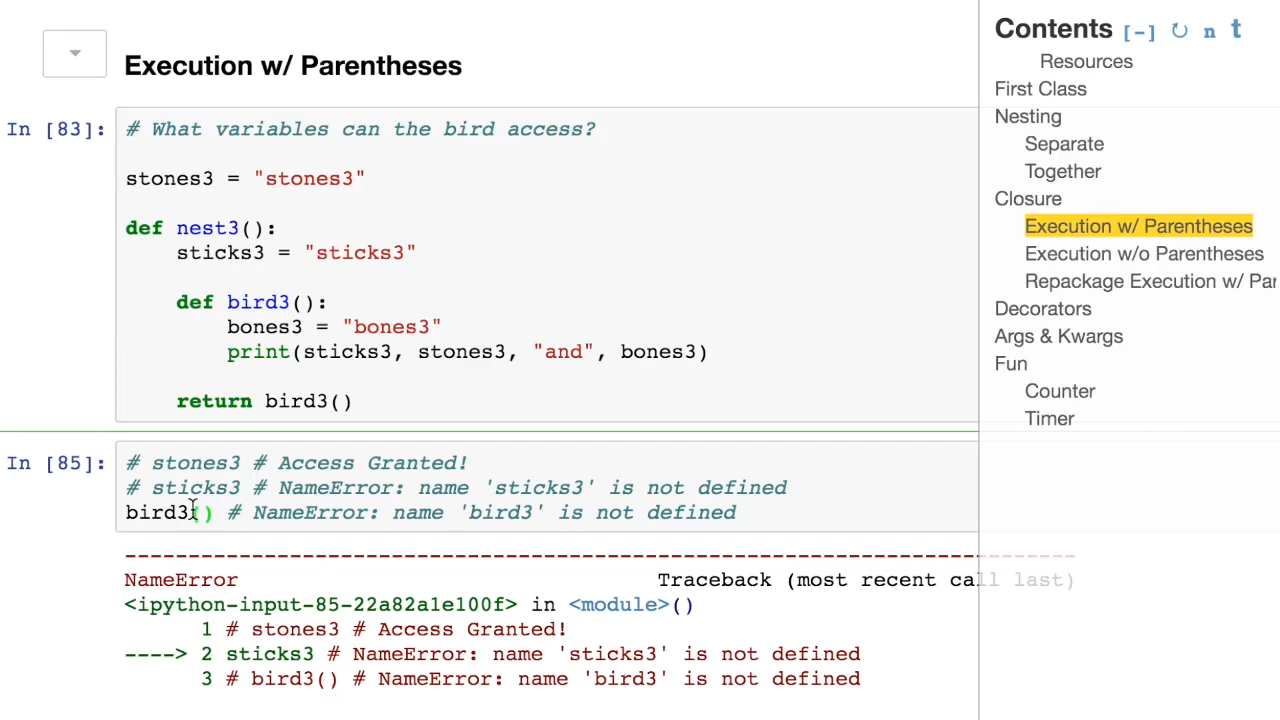 Execution w/ Parentheses
In [83]:
# What variables can the bird access?
stones3 = "stones3"
def nest3():
    sticks3 = "sticks3"
    def bird3():
        bones3 = "bones3"
        print(sticks3, stones3, "and", bones3)
    return bird3()
In [85]:
# stones3 # Access Granted!
# sticks3 # NameError: name 'sticks3' is not defined
bird3() # NameError: name 'bird3' is not defined
---------------------------------------------------------------------------
NameError                                 Traceback (most recent call last)
<ipython-input-85-22a82a1e100f> in <module>()
      1 # stones3 # Access Granted!
----> 2 sticks3 # NameError: name 'sticks3' is not defined
      3 # bird3() # NameError: name 'bird3' is not defined
Contents [-] ↻ n t
Resources
First Class
Nesting
Separate
Together
Closure
Execution w/ Parentheses
Execution w/o Parentheses
Repackage Execution w/ Par
Decorators
Args & Kwargs
Fun
Counter
Timer